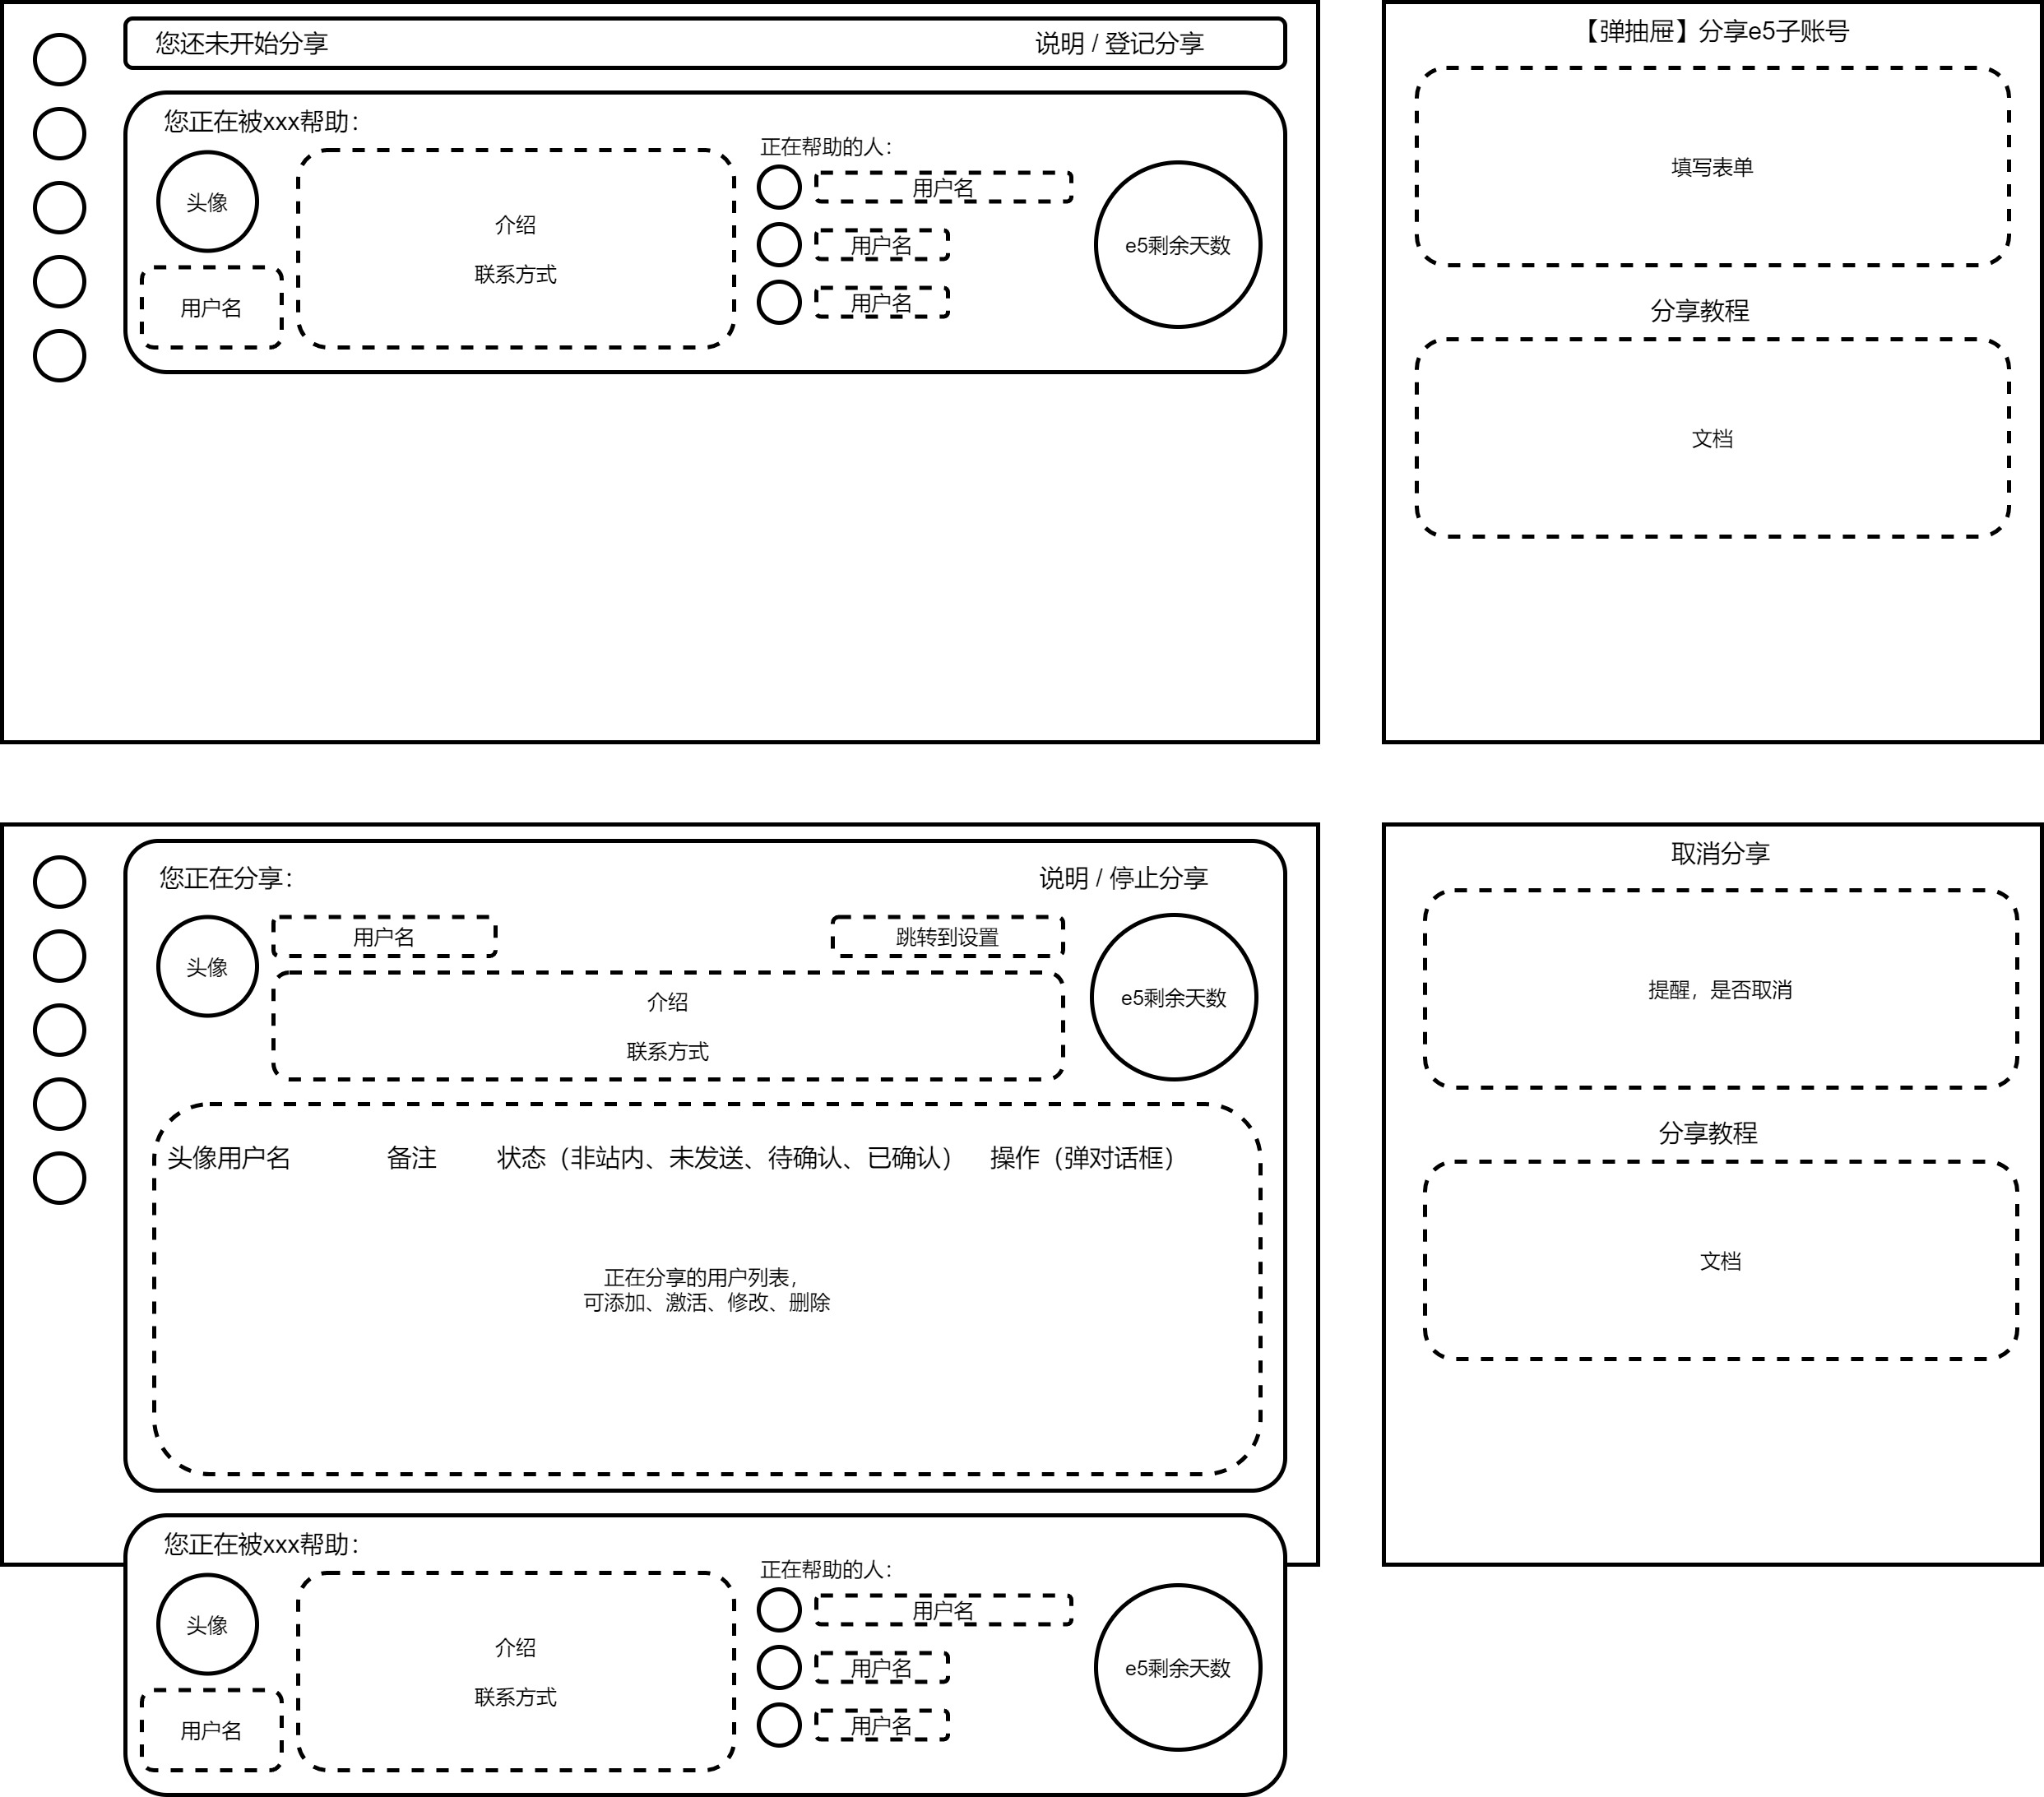 您还未开始分享
说明 / 登记分享
您正在被xxx帮助：
头像
用户名
介绍
联系方式
正在帮助的人：
用户名
用户名
用户名
e5剩余天数
【弹抽屉】分享e5子账号
填写表单
分享教程
文档
您正在分享：
说明 / 停止分享
头像
用户名
跳转到设置
介绍
联系方式
e5剩余天数
头像用户名
备注
状态（非站内、未发送、待确认、已确认）
操作（弹对话框）
正在分享的用户列表，
可添加、激活、修改、删除
取消分享
提醒，是否取消
分享教程
文档
您正在被xxx帮助：
头像
用户名
介绍
联系方式
正在帮助的人：
用户名
用户名
用户名
e5剩余天数